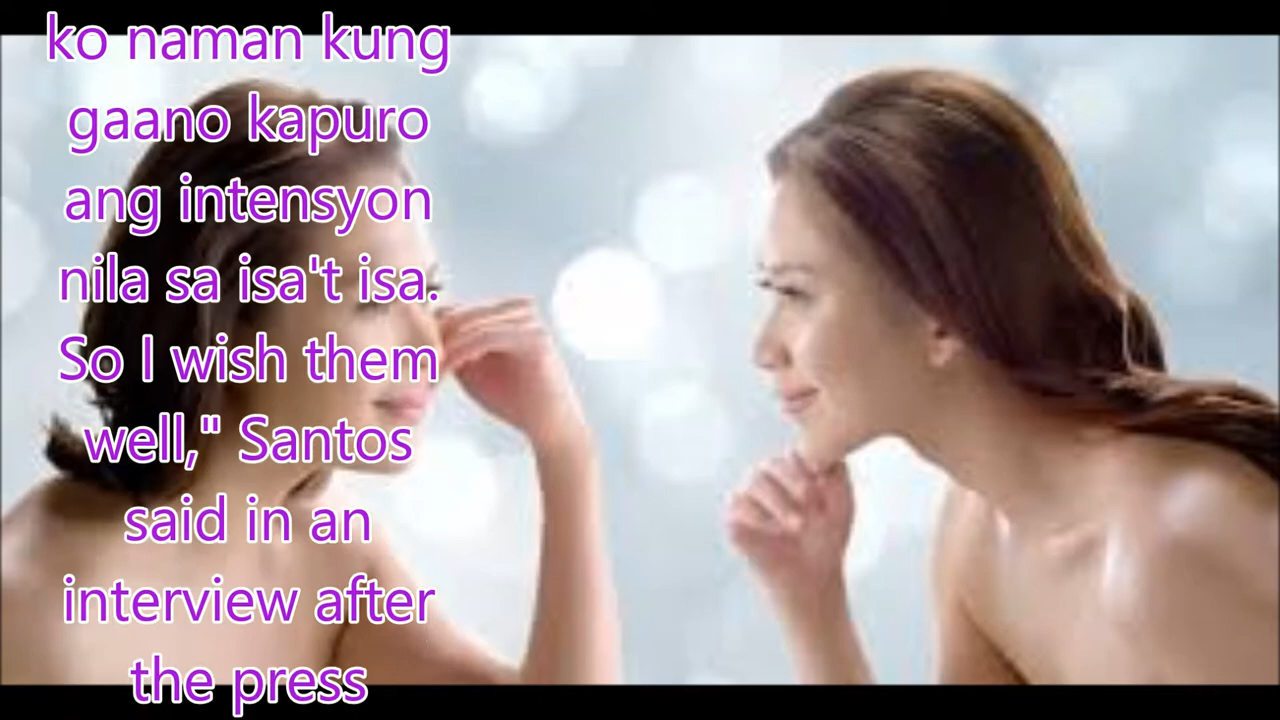 ko naman kung
gaano kapuro
ang intensyon
nila sa isa't isa.
So I wish them
well," Santos
said in an
interview after
the press